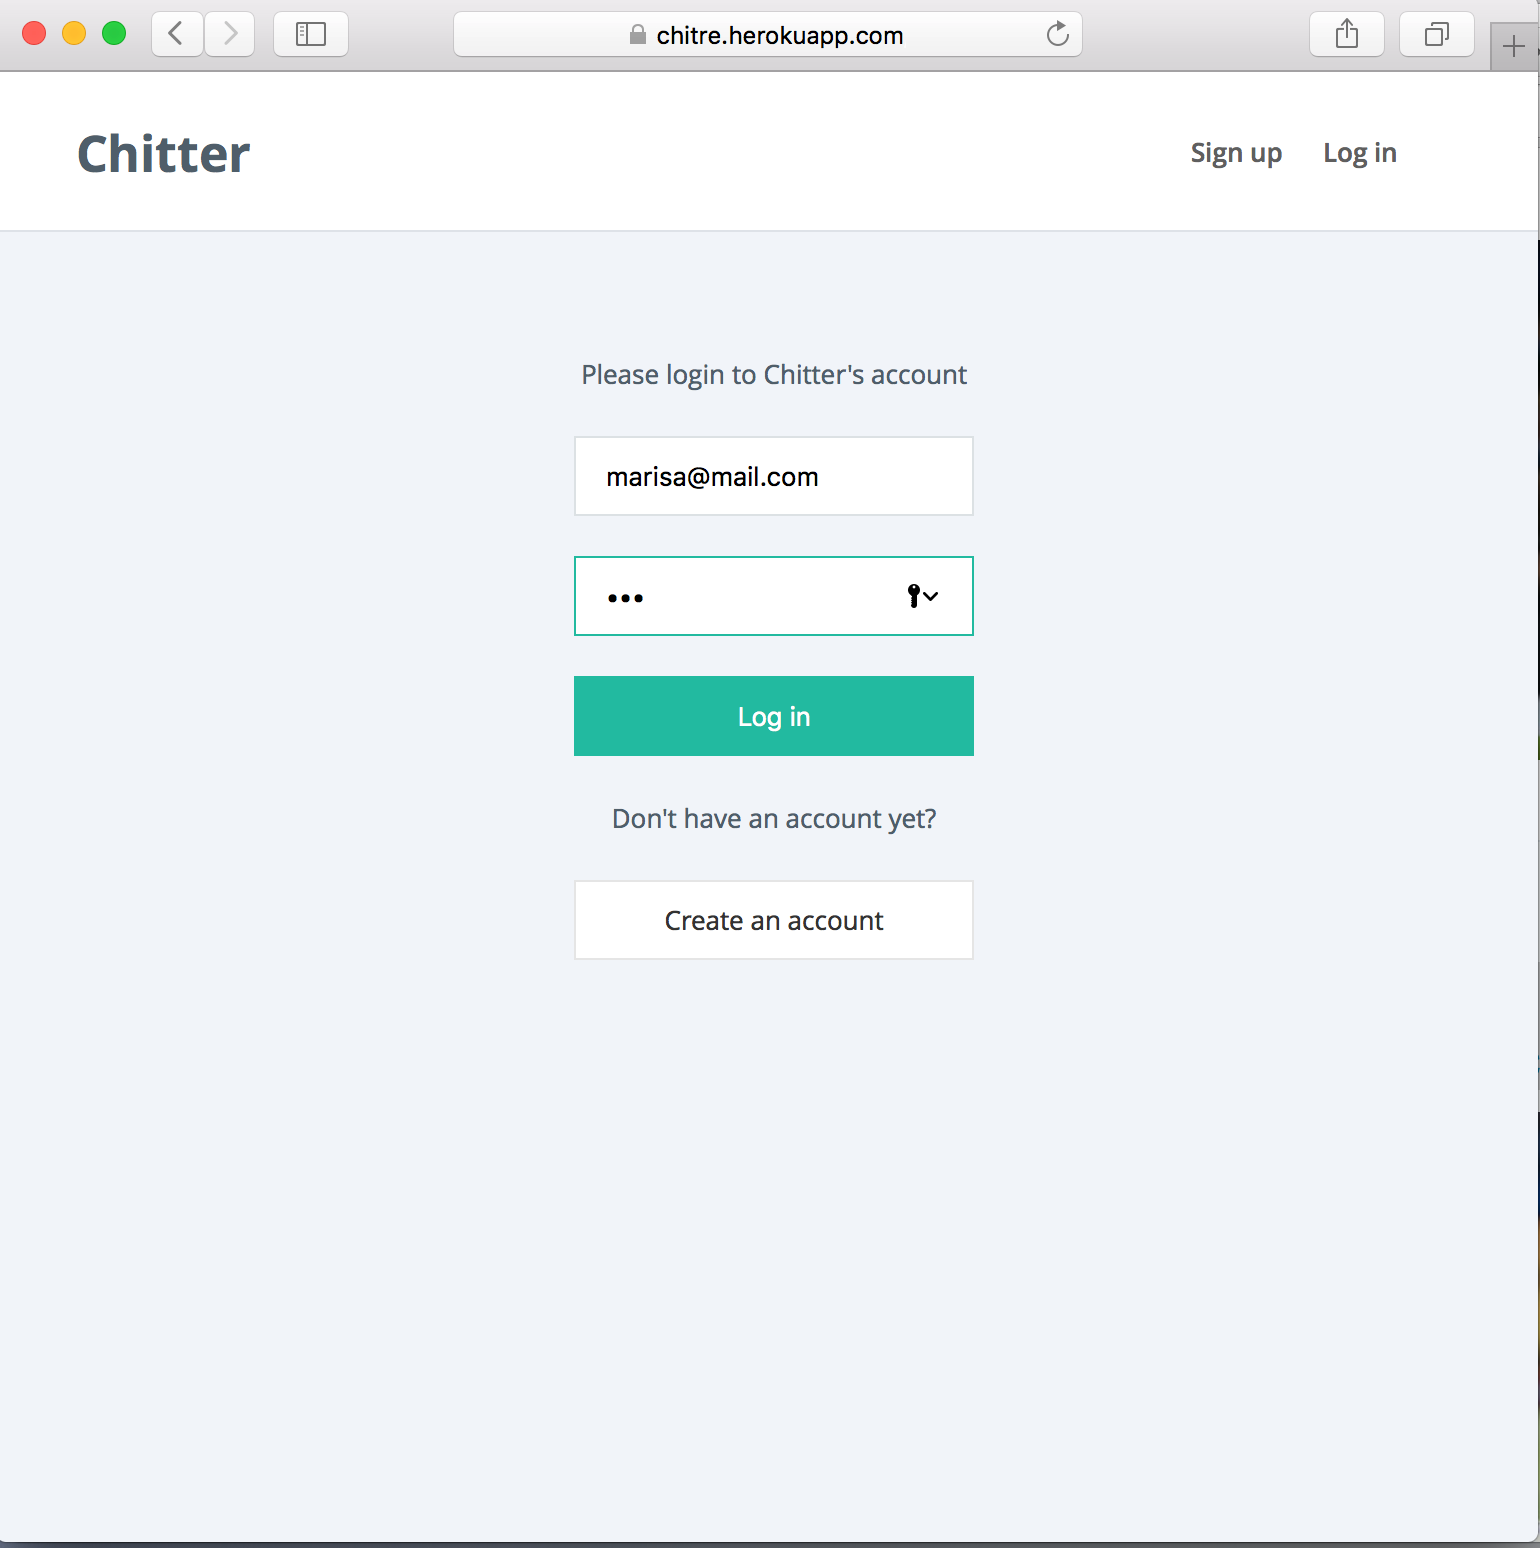 chitre.herokuapp.com
Chitter
Sign up
Log in
Please login to Chitter's account
marisa@mail.com
•••
Log in
Don't have an account yet?
Create an account